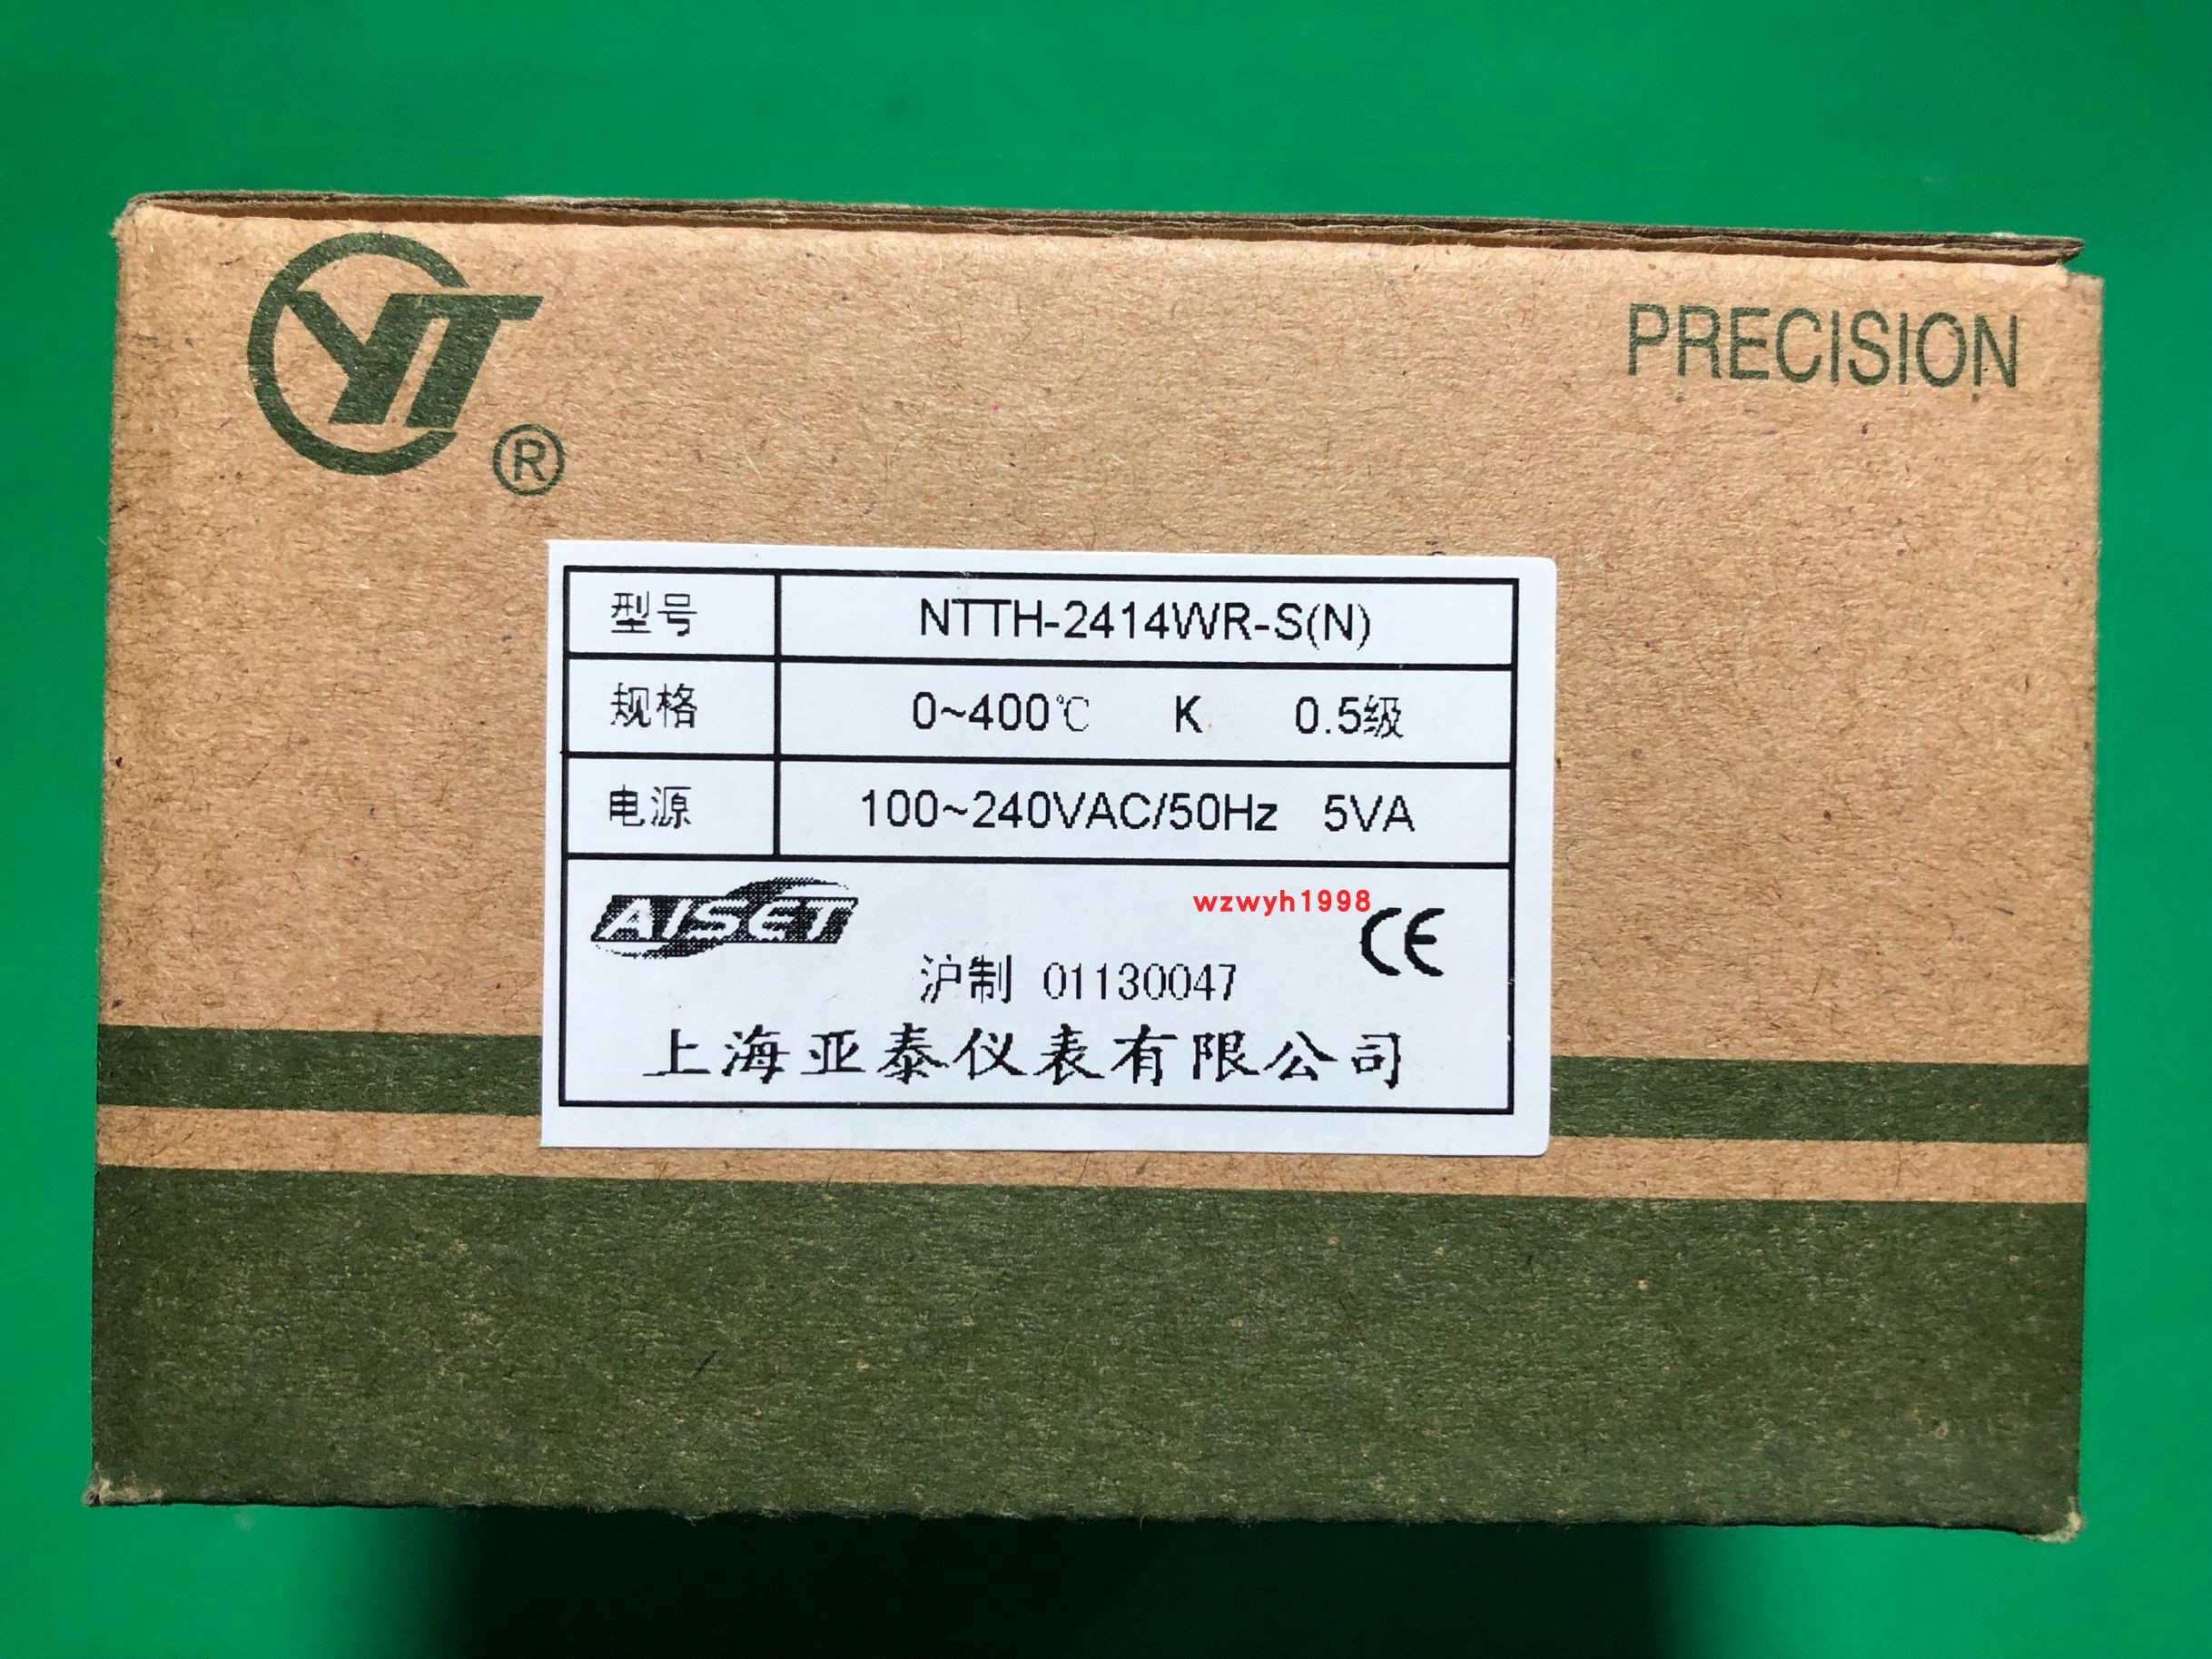 YT®
PRECISION
型号 NTTH-2414WR-S(N)
规格 0~400℃ K 0.5级
电源 100~240VAC/50Hz 5VA
AISET
wzwyh1998
CE
沪制 01130047
上海亚泰仪表有限公司